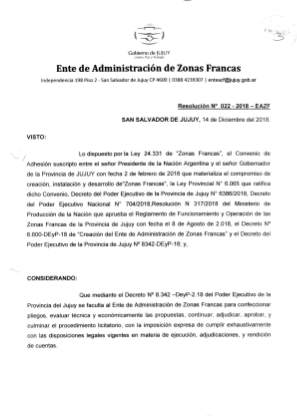 Gobierno de JUJUY
Ente de Administración de Zonas Francas
Independencia 198 Piso 2 - San Salvador de Jujuy CP 4600 | 0388 4239307 | enteazf@jujuy.gob.ar
Resolución N° 022 - 2018 – EAZF
SAN SALVADOR DE JUJUY, 14 de Diciembre del 2018.
VISTO:
Lo dispuesto por la Ley 24.331 de "Zonas Francas", el Convenio de
Adhesión suscripto entre el señor Presidente de la Nación Argentina y el señor Gobernador
de la Provincia de JUJUY con fecha 2 de febrero de 2018 que materializa el compromiso de
creación, instalación y desarrollo de"Zonas Francas", la Ley Provincial N° 6.065 que ratifica
dicho Convenio, Decreto del Poder Ejecutivo de la Provincia de Jujuy N° 6386/2018, Decreto
del Poder Ejecutivo Nacional N° 704/2018,Resolución N 317/2018 del Ministerio de
Producción de la Nación que aprueba el Reglamento de Funcionamiento y Operación de las
Zonas Francas de la Provincia de Jujuy con fecha el 8 de Agosto de 2.018, el Decreto N°
6.800-DEyP-18 de "Creación del Ente de Administración de Zonas Francas" y el Decreto del
Poder Ejecutivo de la Provincia de Jujuy N° 8342-DEyP-18; y,
CONSIDERANDO:
Que mediante el Decreto N° 8.342 –DeyP-2.18 del Poder Ejecutivo de la
Provincia del Jujuy se faculta al Ente de Administración de Zonas Francas para confeccionar
pliegos, evaluar técnica y económicamente las propuestas, continuar, adjudicar, aprobar, y
culminar el procedimiento licitatorio, con la imposición expresa de cumplir exhaustivamente
con las disposiciones legales vigentes en materia de ejecución, adjudicaciones, y rendición
de cuentas.